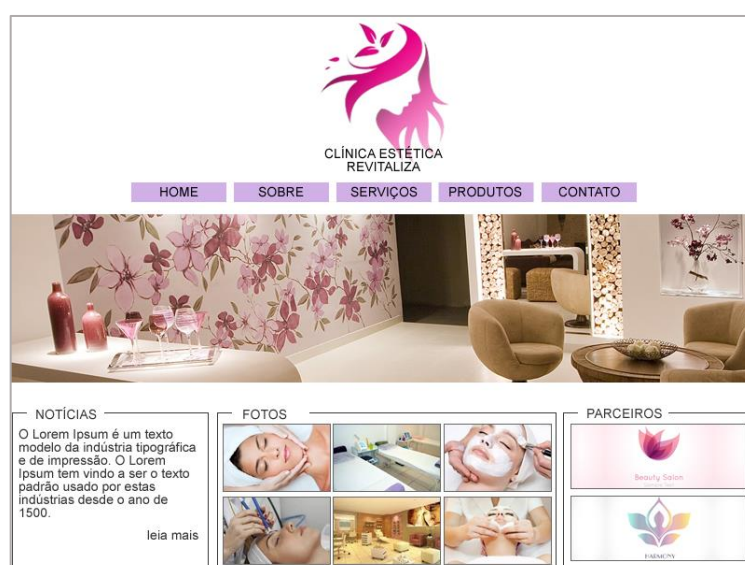 CLÍNICA ESTÉTICA
REVITALIZA
HOME
SOBRE
SERVIÇOS
PRODUTOS
CONTATO
NOTÍCIAS
O Lorem Ipsum é um texto
modelo da indústria tipográfica
e de impressão. O Lorem
Ipsum tem vindo a ser o texto
padrão usado por estas
indústrias desde o ano de
1500.
leia mais
FOTOS
PARCEIROS
Beauty Salon
HARMONY